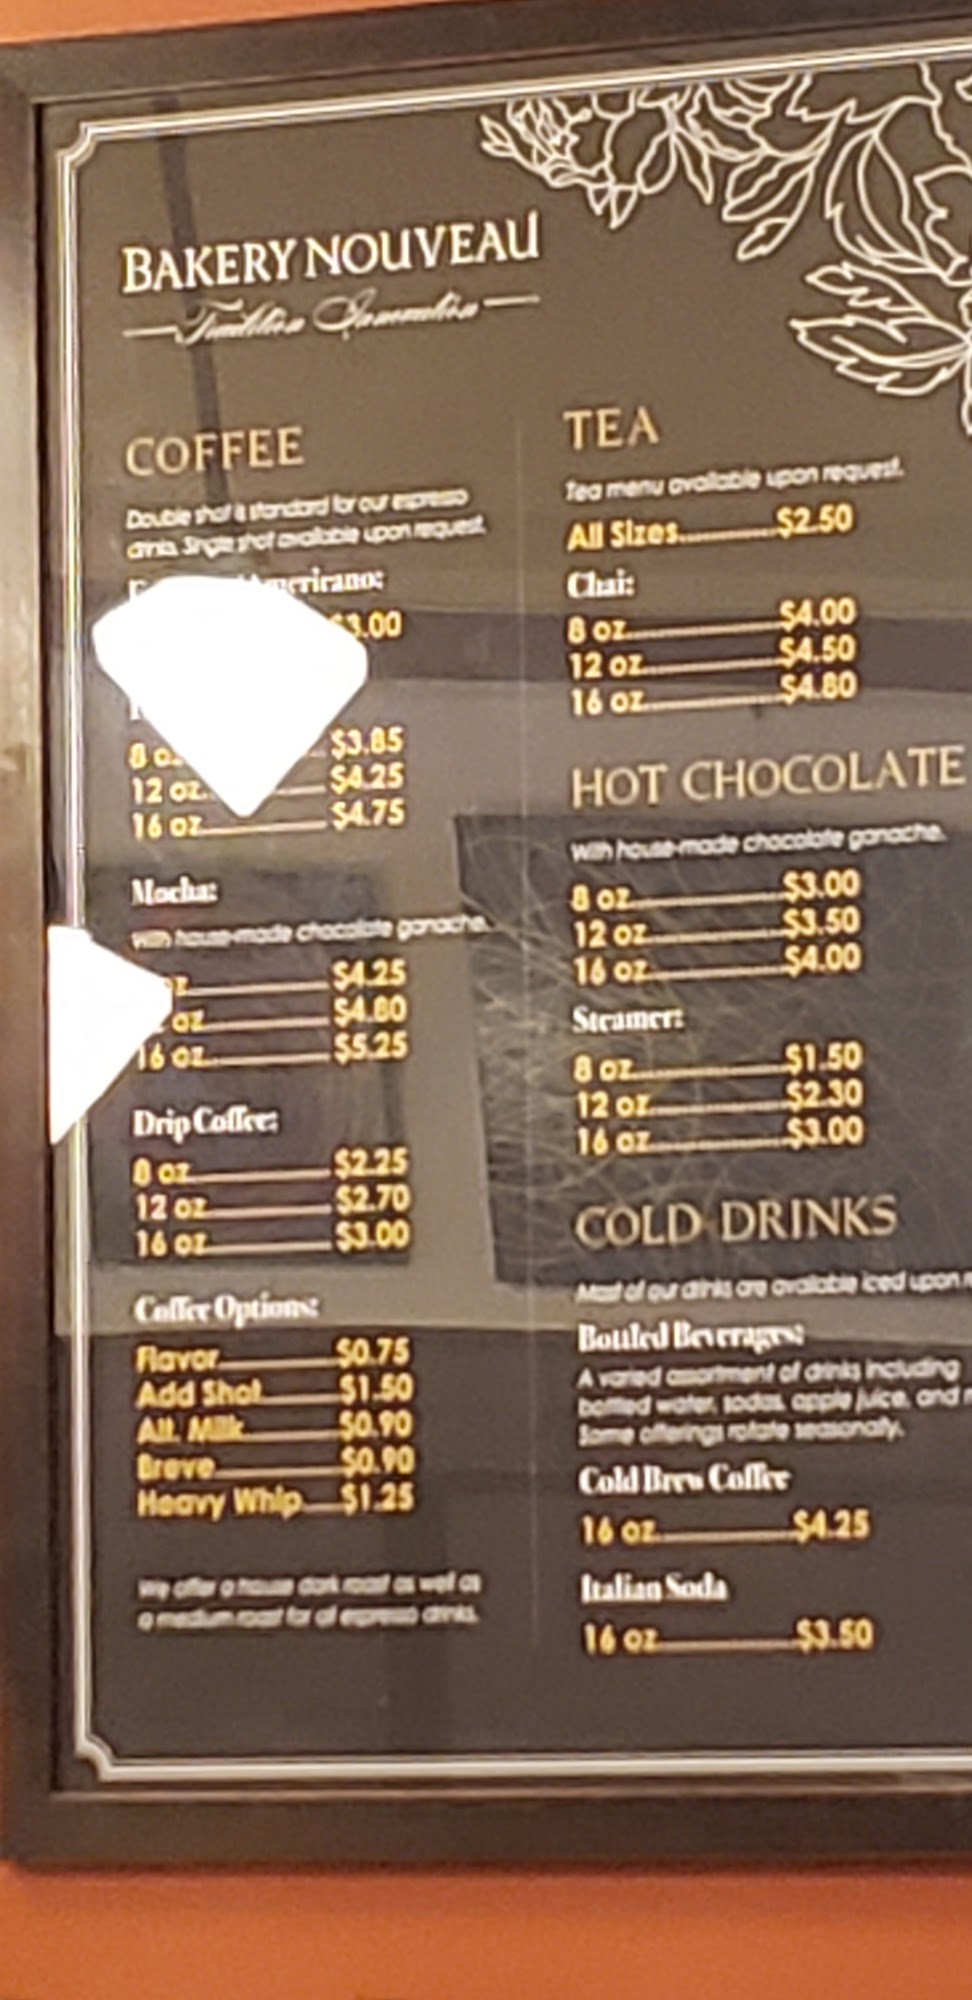 BAKERY NOUVEAU
Tradition Innovation
COFFEE
Double shot is standard for our espresso
drinks. Single shot available upon request.
Americano:
$3.00
8 oz $3.85
12 oz $4.25
16 oz $4.75
Mocha:
With house-made chocolate ganache.
oz $4.25
oz $4.80
16 oz $5.25
Drip Coffee:
8 oz $2.25
12 oz $2.70
16 oz $3.00
Coffee Options:
Flavor $0.75
Add Shot $1.50
Alt. Milk $0.90
Breve $0.90
Heavy Whip $1.25
We offer a house dark roast as well as
a medium roast for all espresso drinks.
TEA
Tea menu available upon request.
All Sizes $2.50
Chai:
8 oz $4.00
12 oz $4.50
16 oz $4.80
HOT CHOCOLATE
With house-made chocolate ganache.
8 oz $3.00
12 oz $3.50
16 oz $4.00
Steamer:
8 oz $1.50
12 oz $2.30
16 oz $3.00
COLD DRINKS
Most of our drinks are available iced upon
Bottled Beverages:
A varied assortment of drinks including
bottled water, sodas, apple juice, and
Some offerings rotate seasonally.
Cold Brew Coffee
16 oz $4.25
Italian Soda
16 oz $3.50